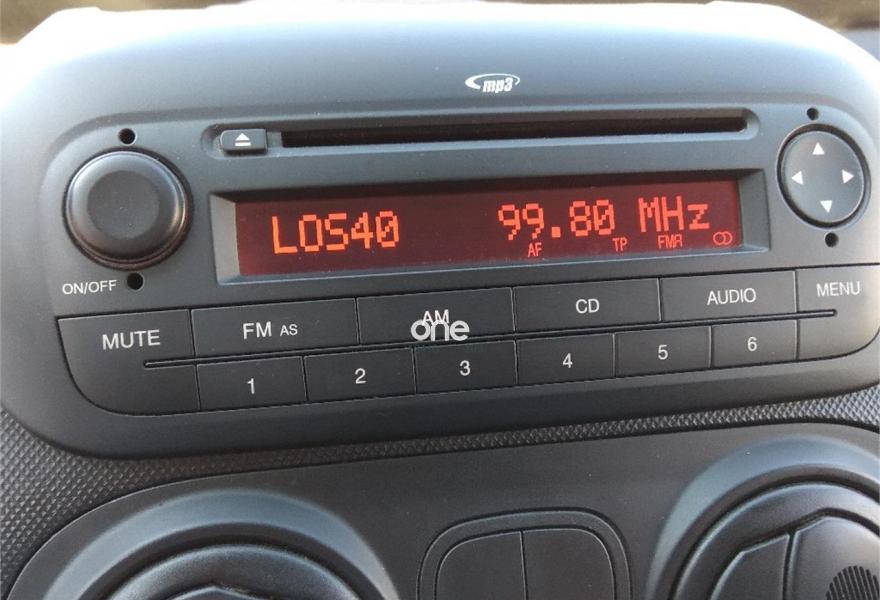 mp3
LOS40 99.80 MHz
AF TP FMR
ON/OFF
MUTE FM AS AM CD AUDIO MENU
one
1 2 3 4 5 6